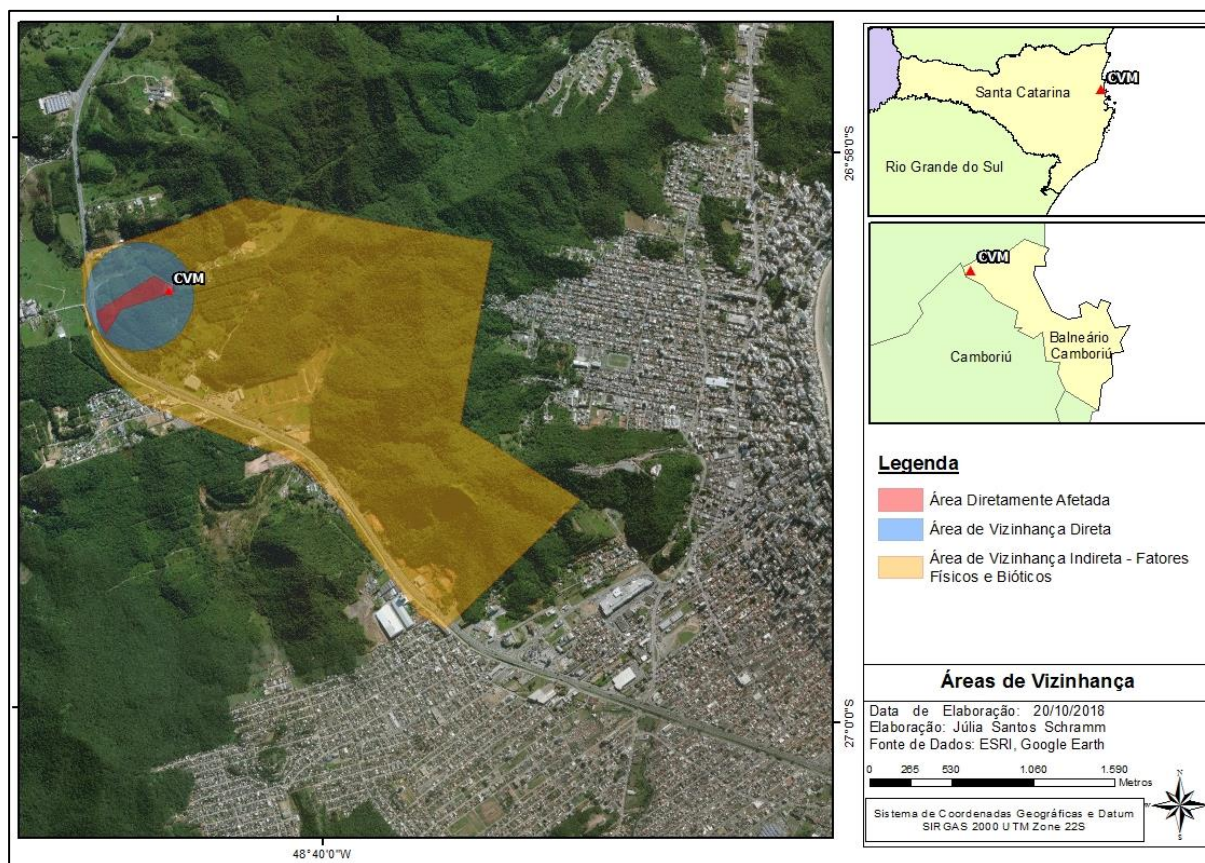 CVM
26°58'0"S
27°0'0"S
48°40'0"W
Santa Catarina
CVM
Rio Grande do Sul
CVM
Camboriú
Balneário
Camboriú
Legenda
Área Diretamente Afetada
Área de Vizinhança Direta
Área de Vizinhança Indireta - Fatores
Físicos e Bióticos
Áreas de Vizinhança
Data de Elaboração: 20/10/2018
Elaboração: Júlia Santos Schramm
Fonte de Dados: ESRI, Google Earth
0 265 530 1.060 1.590
Metros
N
W
S
Sistema de Coordenadas Geográficas e Datum
SIRGAS 2000 UTM Zone 22S